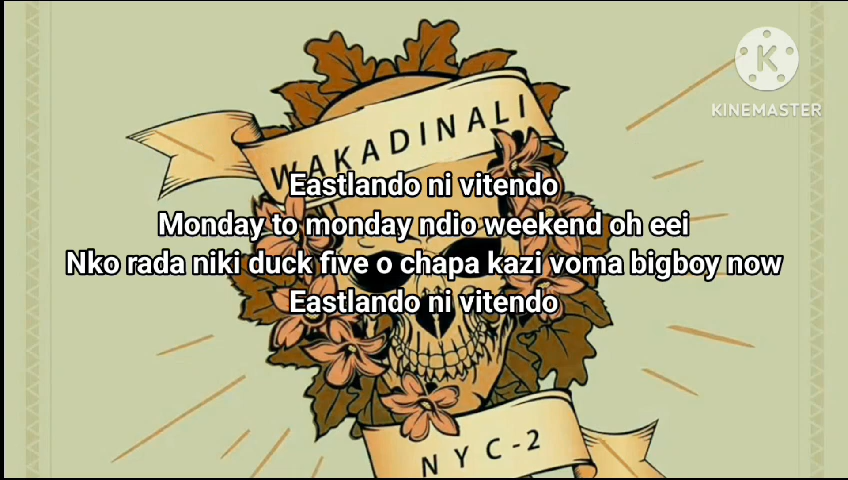 KINEMASTER
WAKADINALI
Eastlando ni vitendo
Monday to monday ndio weekend oh eei
Nko rada niki duck five o chapa kazi voma bigboy now
Eastlando ni vitendo
NYC-2